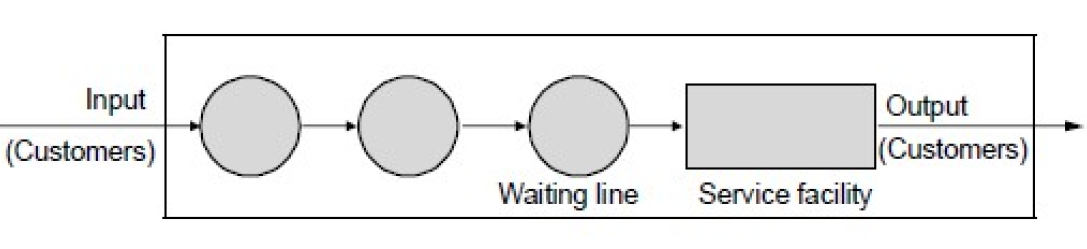 Input
(Customers)
Waiting line
Service facility
Output
(Customers)